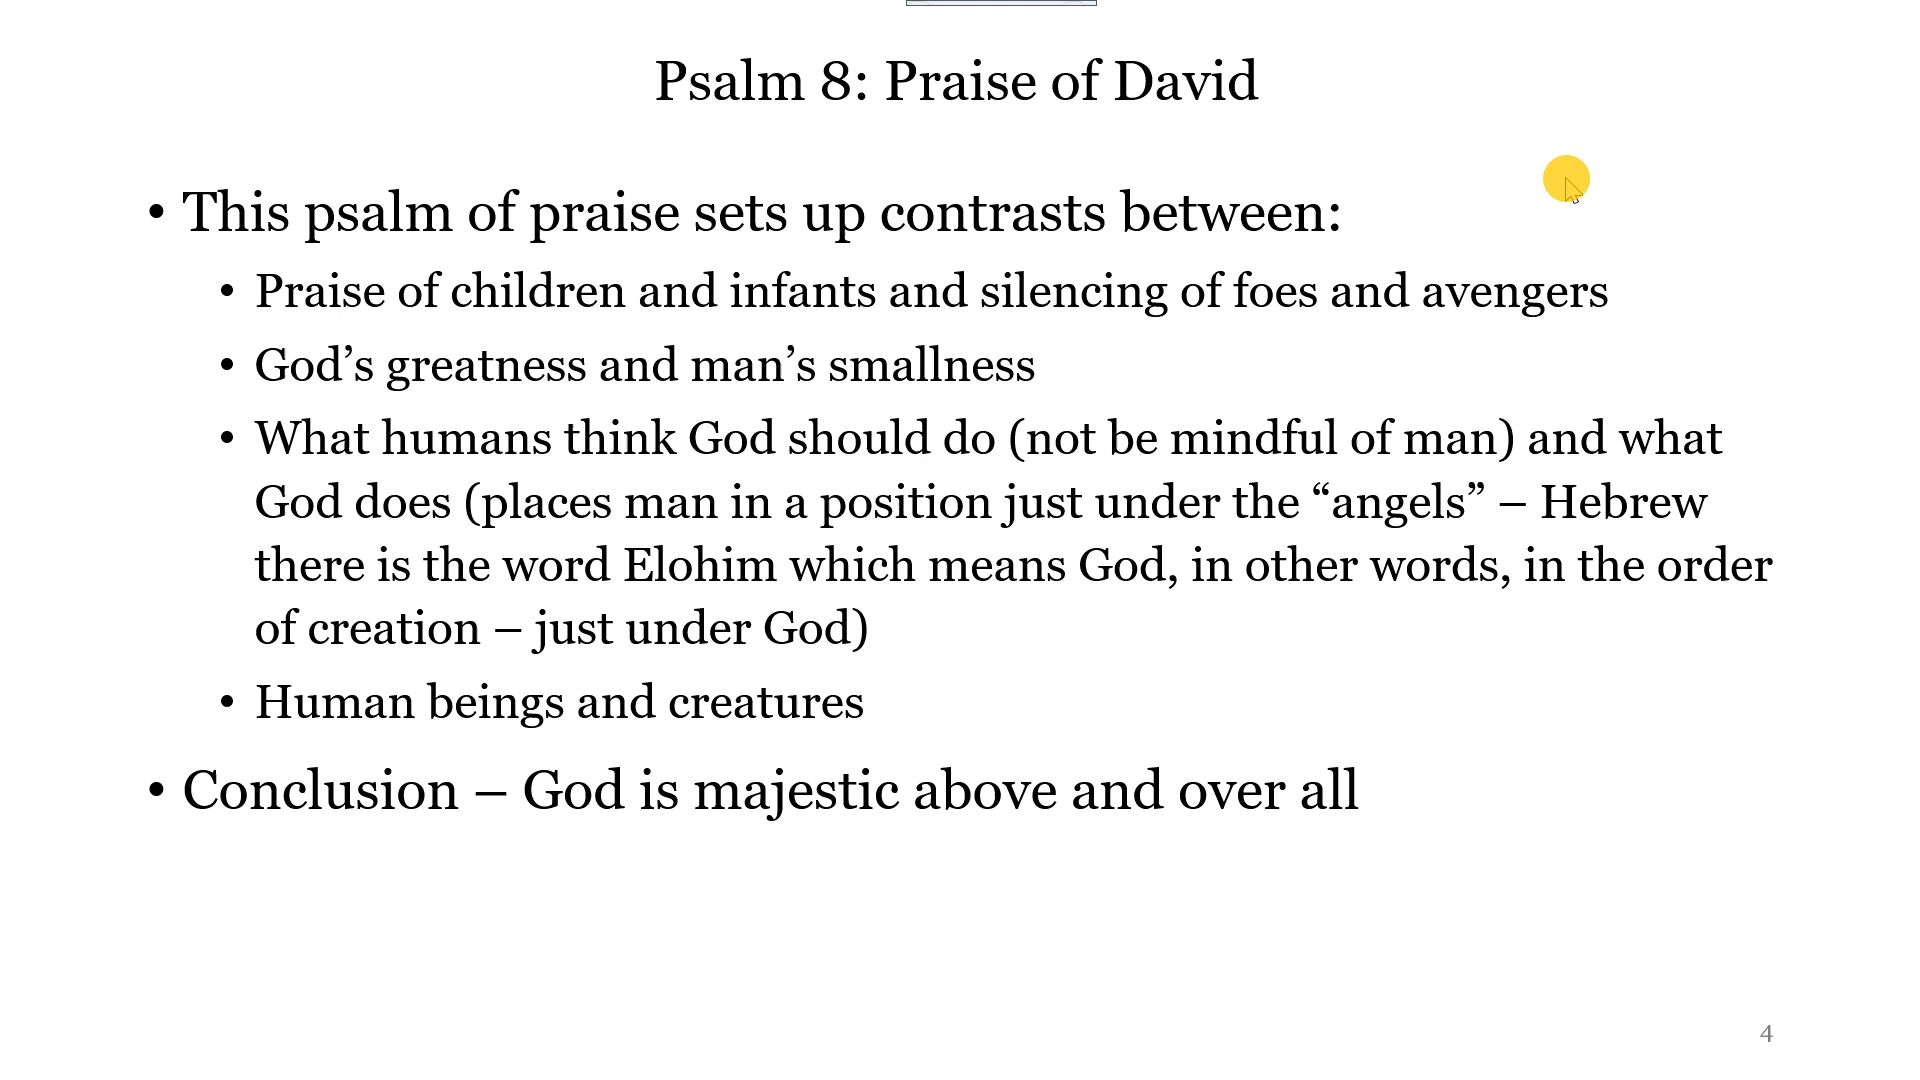 Psalm 8: Praise of David
• This psalm of praise sets up contrasts between:
• Praise of children and infants and silencing of foes and avengers
• God’s greatness and man’s smallness
• What humans think God should do (not be mindful of man) and what
God does (places man in a position just under the “angels” – Hebrew
there is the word Elohim which means God, in other words, in the order
of creation – just under God)
• Human beings and creatures
• Conclusion – God is majestic above and over all
4